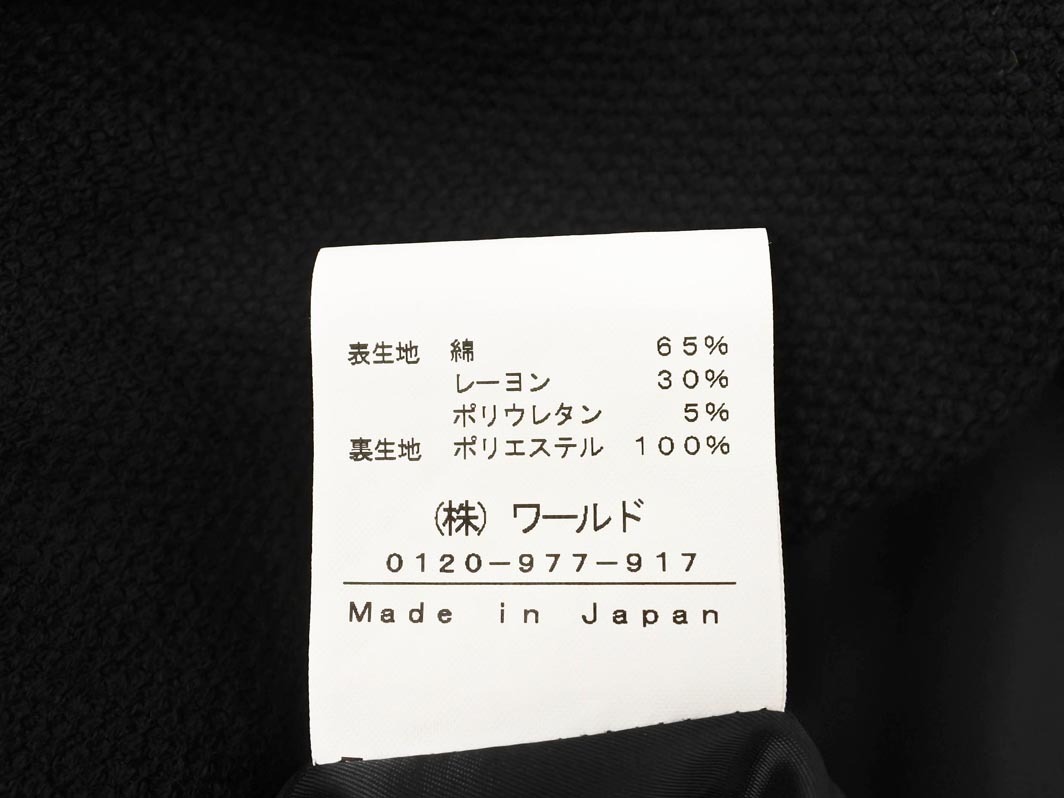 表生地 綿 65%
レーヨン 30%
ポリウレタン 5%
裏生地 ポリエステル 100%
(株) ワールド
0120-977-917
Made in Japan